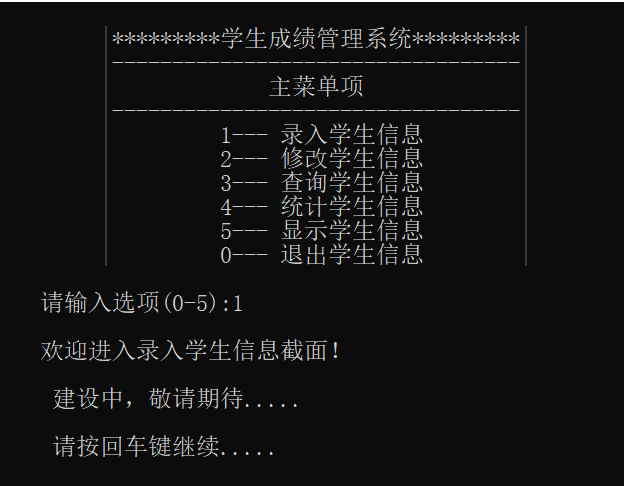 *********学生成绩管理系统*********
----------------------------------
主菜单项
----------------------------------
1--- 录入学生信息
2--- 修改学生信息
3--- 查询学生信息
4--- 统计学生信息
5--- 显示学生信息
0--- 退出学生信息
请输入选项(0-5):1
欢迎进入录入学生信息截面!
建设中，敬请期待.....
请按回车键继续.....